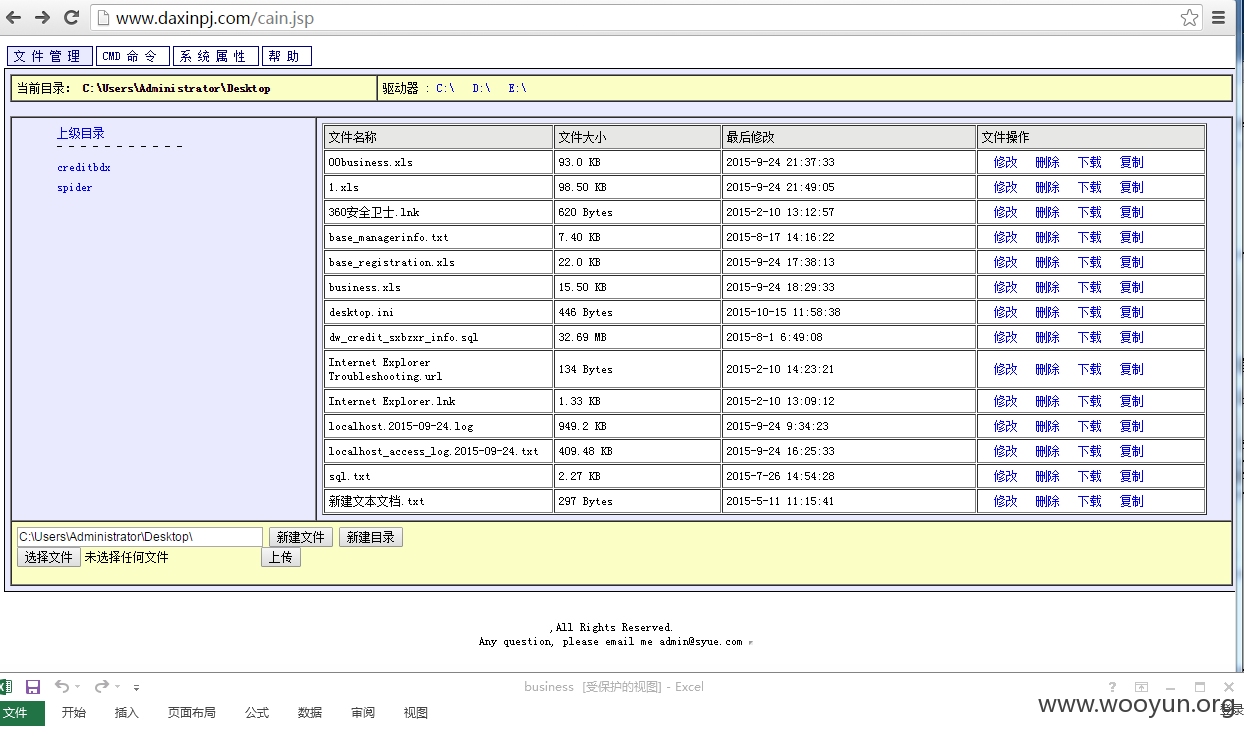 www.daxinpj.com/cain.jsp
文件管理 CMD 命令 系统属性 帮助
当前目录: C:\Users\Administrator\Desktop 驱动器 : C:\ D:\ E:\
上级目录
- - - - - - - - - - -
creditbdx
spider
文件名称 文件大小 最后修改 文件操作
00business.xls 93.0 KB 2015-9-24 21:37:33 修改 删除 下载 复制
1.xls 98.50 KB 2015-9-24 21:49:05 修改 删除 下载 复制
360安全卫士.lnk 620 Bytes 2015-2-10 13:12:57 修改 删除 下载 复制
base_managerinfo.txt 7.40 KB 2015-8-17 14:16:22 修改 删除 下载 复制
base_registration.xls 22.0 KB 2015-9-24 17:38:13 修改 删除 下载 复制
business.xls 15.50 KB 2015-9-24 18:29:33 修改 删除 下载 复制
desktop.ini 446 Bytes 2015-10-15 11:58:38 修改 删除 下载 复制
dw_credit_sxbzxr_info.sql 32.69 MB 2015-8-1 6:49:08 修改 删除 下载 复制
Internet Explorer
Troubleshooting.url 134 Bytes 2015-2-10 14:23:21 修改 删除 下载 复制
Internet Explorer.lnk 1.33 KB 2015-2-10 13:09:12 修改 删除 下载 复制
localhost.2015-09-24.log 949.2 KB 2015-9-24 9:34:23 修改 删除 下载 复制
localhost_access_log.2015-09-24.txt 409.48 KB 2015-9-24 16:25:33 修改 删除 下载 复制
sql.txt 2.27 KB 2015-7-26 14:54:28 修改 删除 下载 复制
新建文本文档.txt 297 Bytes 2015-5-11 11:15:41 修改 删除 下载 复制
C:\Users\Administrator\Desktop\ 新建文件 新建目录
选择文件 未选择任何文件 上传
,All Rights Reserved.
Any question, please email me admin@syue.com
business [受保护的视图] - Excel
文件 开始 插入 页面布局 公式 数据 审阅 视图 登录
www.wooyun.org